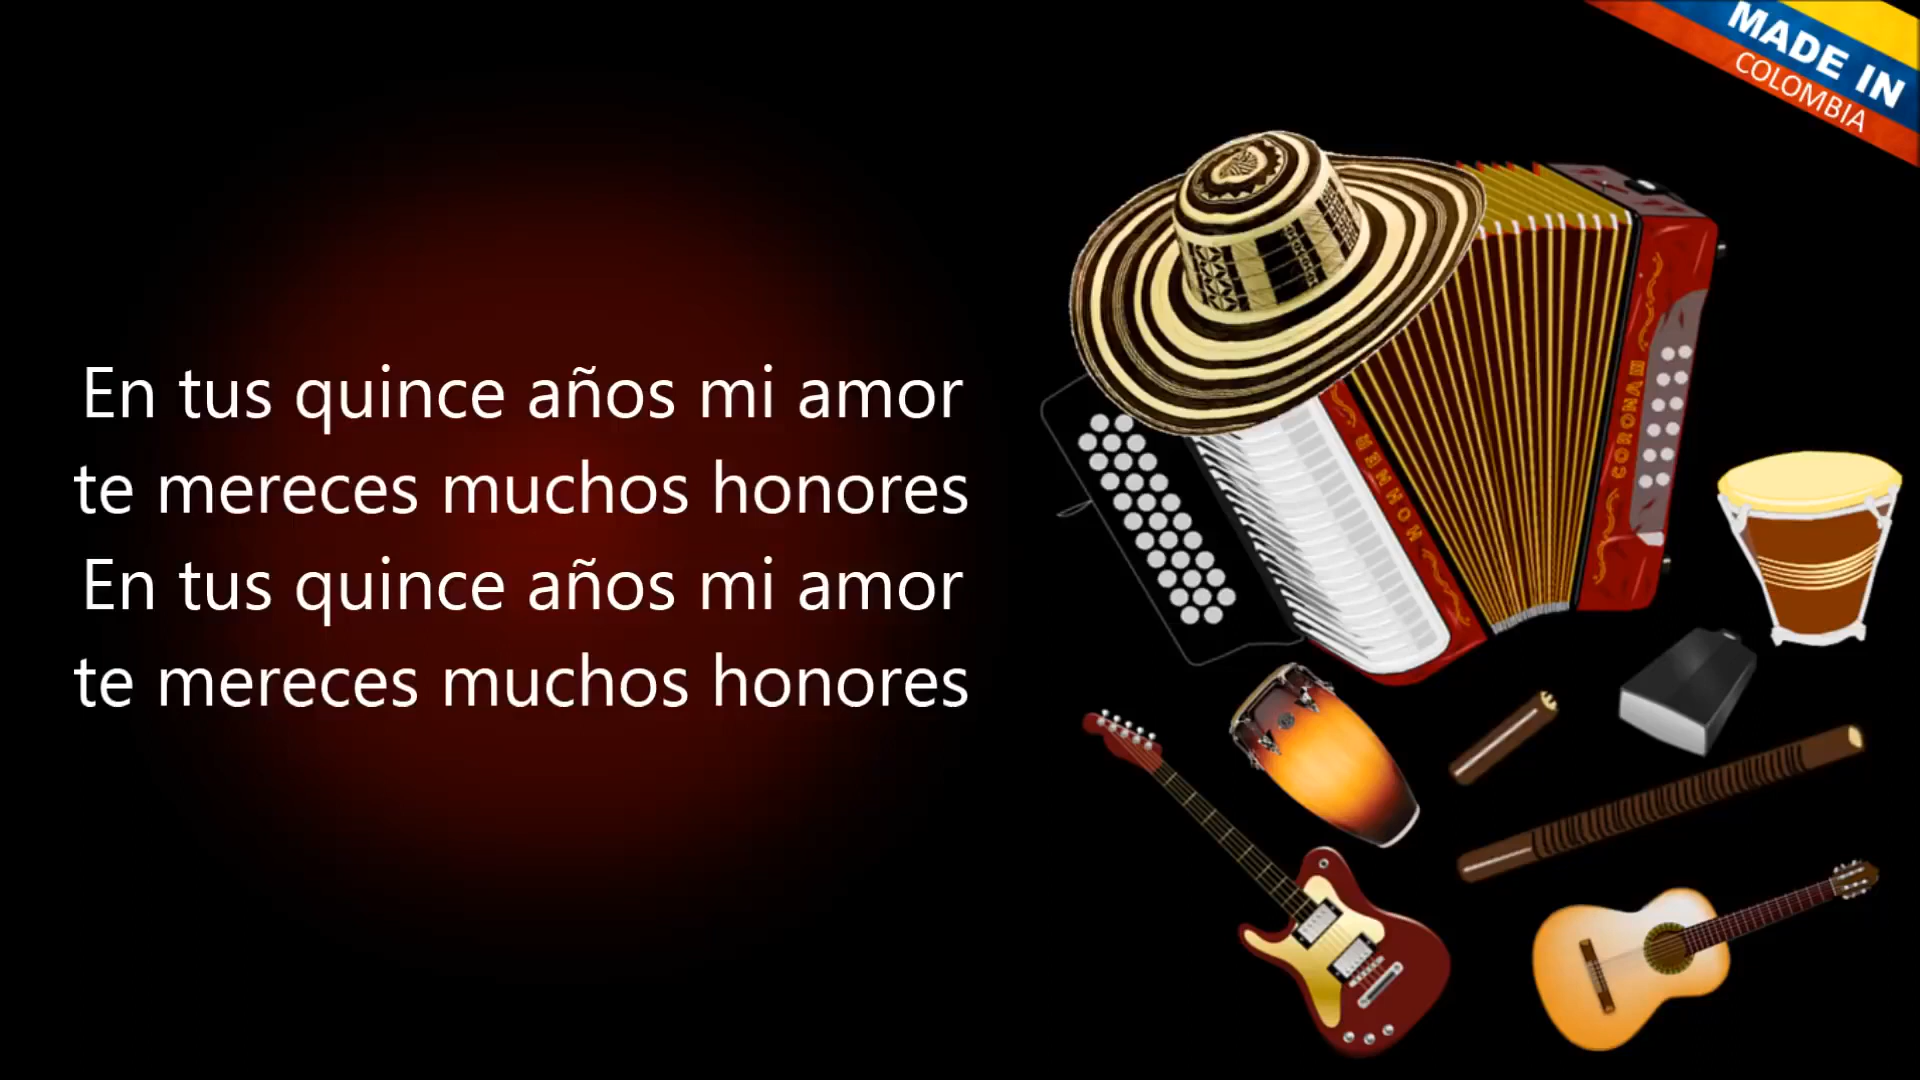 MADE IN
COLOMBIA
En tus quince años mi amor
te mereces muchos honores
En tus quince años mi amor
te mereces muchos honores
HOHNER
CORONA III